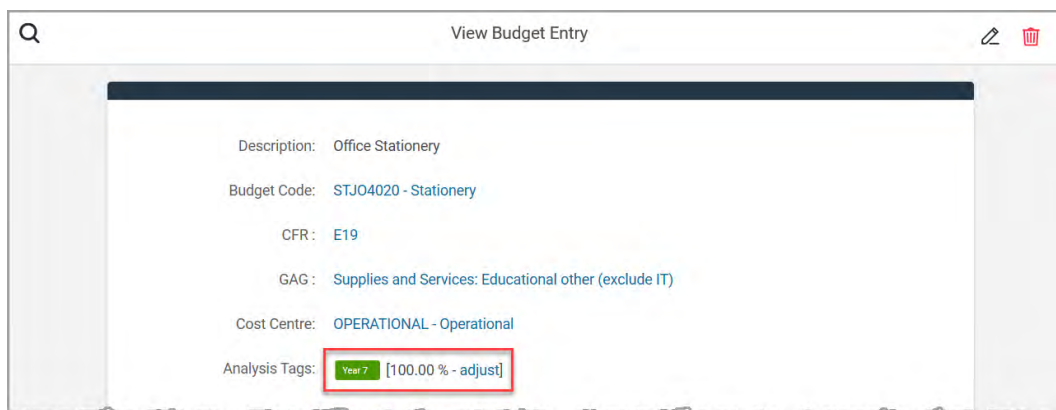 View Budget Entry
Description: Office Stationery
Budget Code: STJO4020 - Stationery
CFR : E19
GAG : Supplies and Services: Educational other (exclude IT)
Cost Centre: OPERATIONAL - Operational
Analysis Tags: Year 7 [100.00 % - adjust]